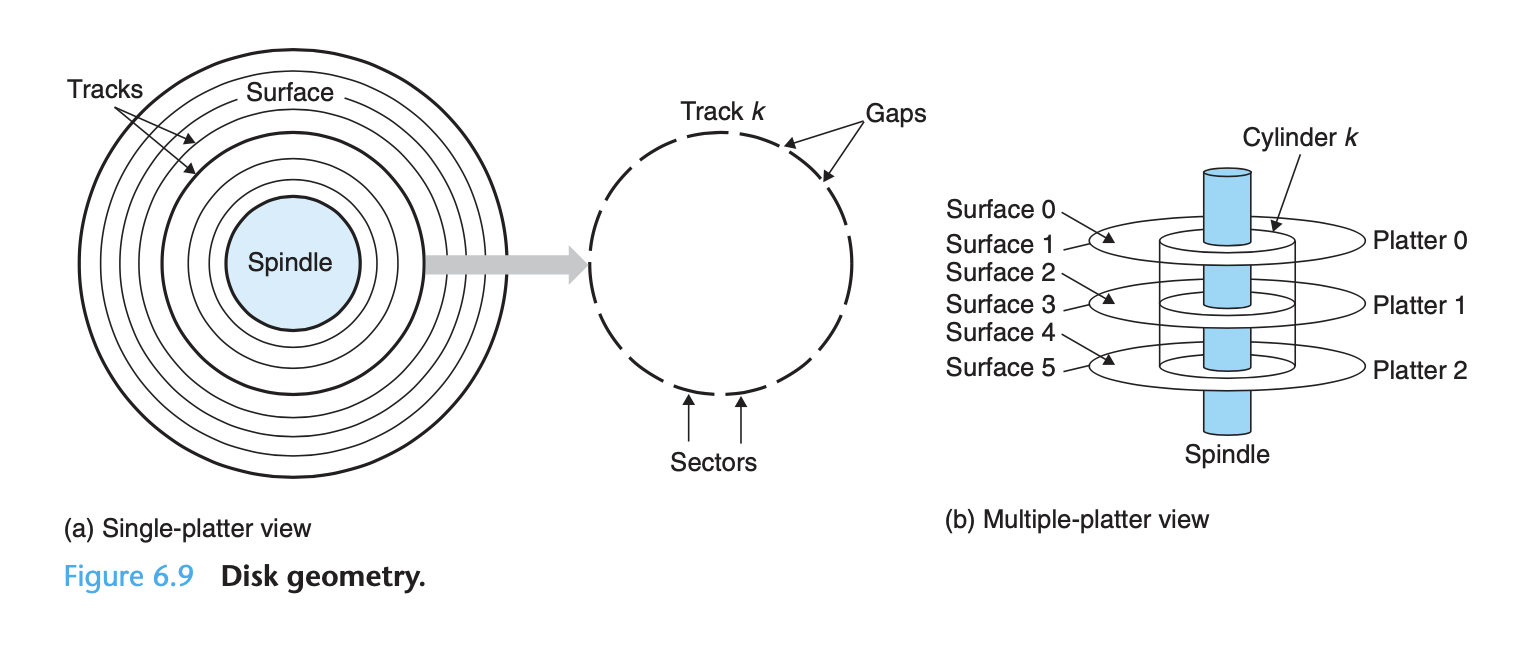 Tracks
Surface
Spindle
Track k
Gaps
Sectors
(a) Single-platter view
Cylinder k
Surface 0
Surface 1
Surface 2
Surface 3
Surface 4
Surface 5
Platter 0
Platter 1
Platter 2
Spindle
(b) Multiple-platter view
Figure 6.9 Disk geometry.